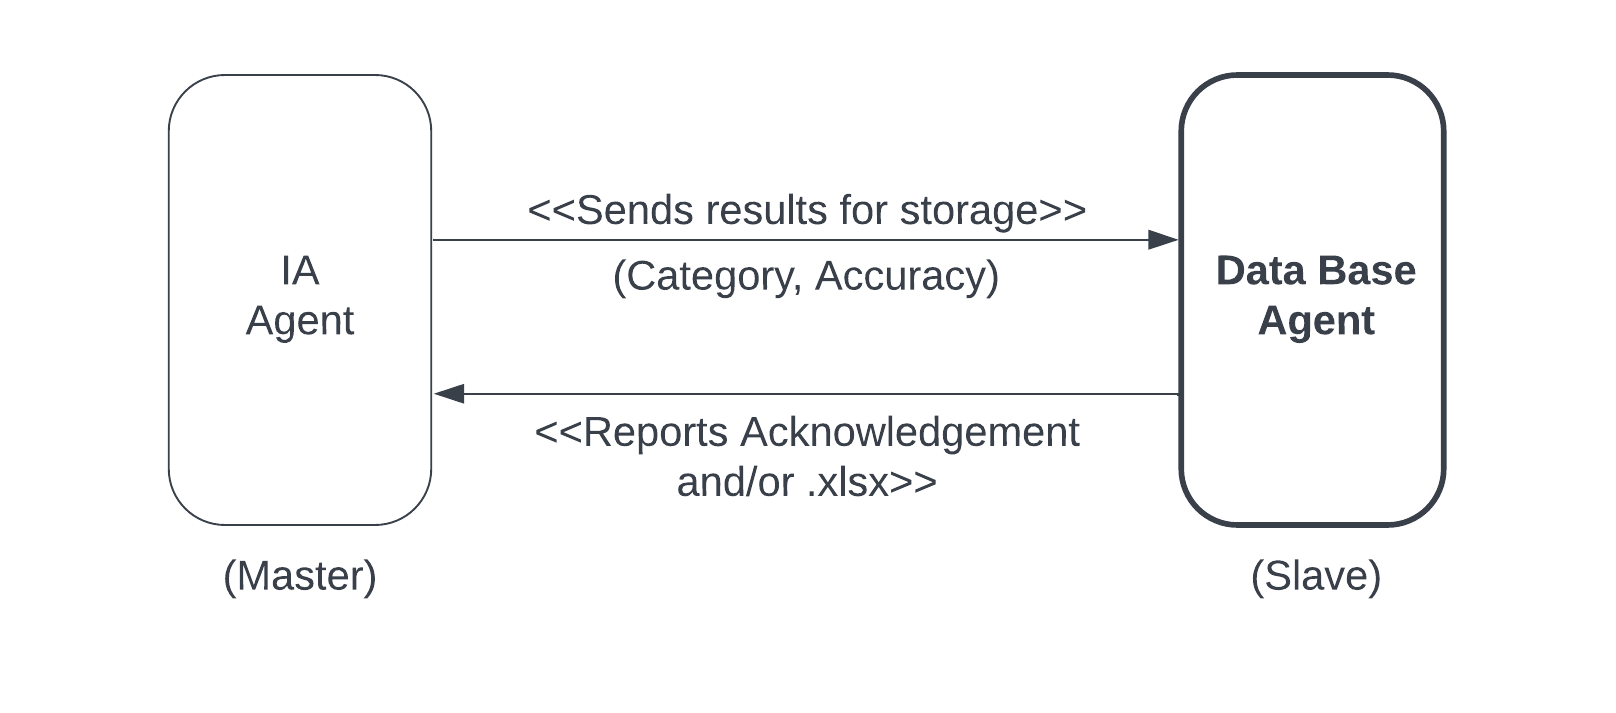 <<Sends results for storage>>
(Category, Accuracy)
IA
Agent
Data Base
Agent
<<Reports Acknowledgement
and/or .xlsx>>
(Master)
(Slave)